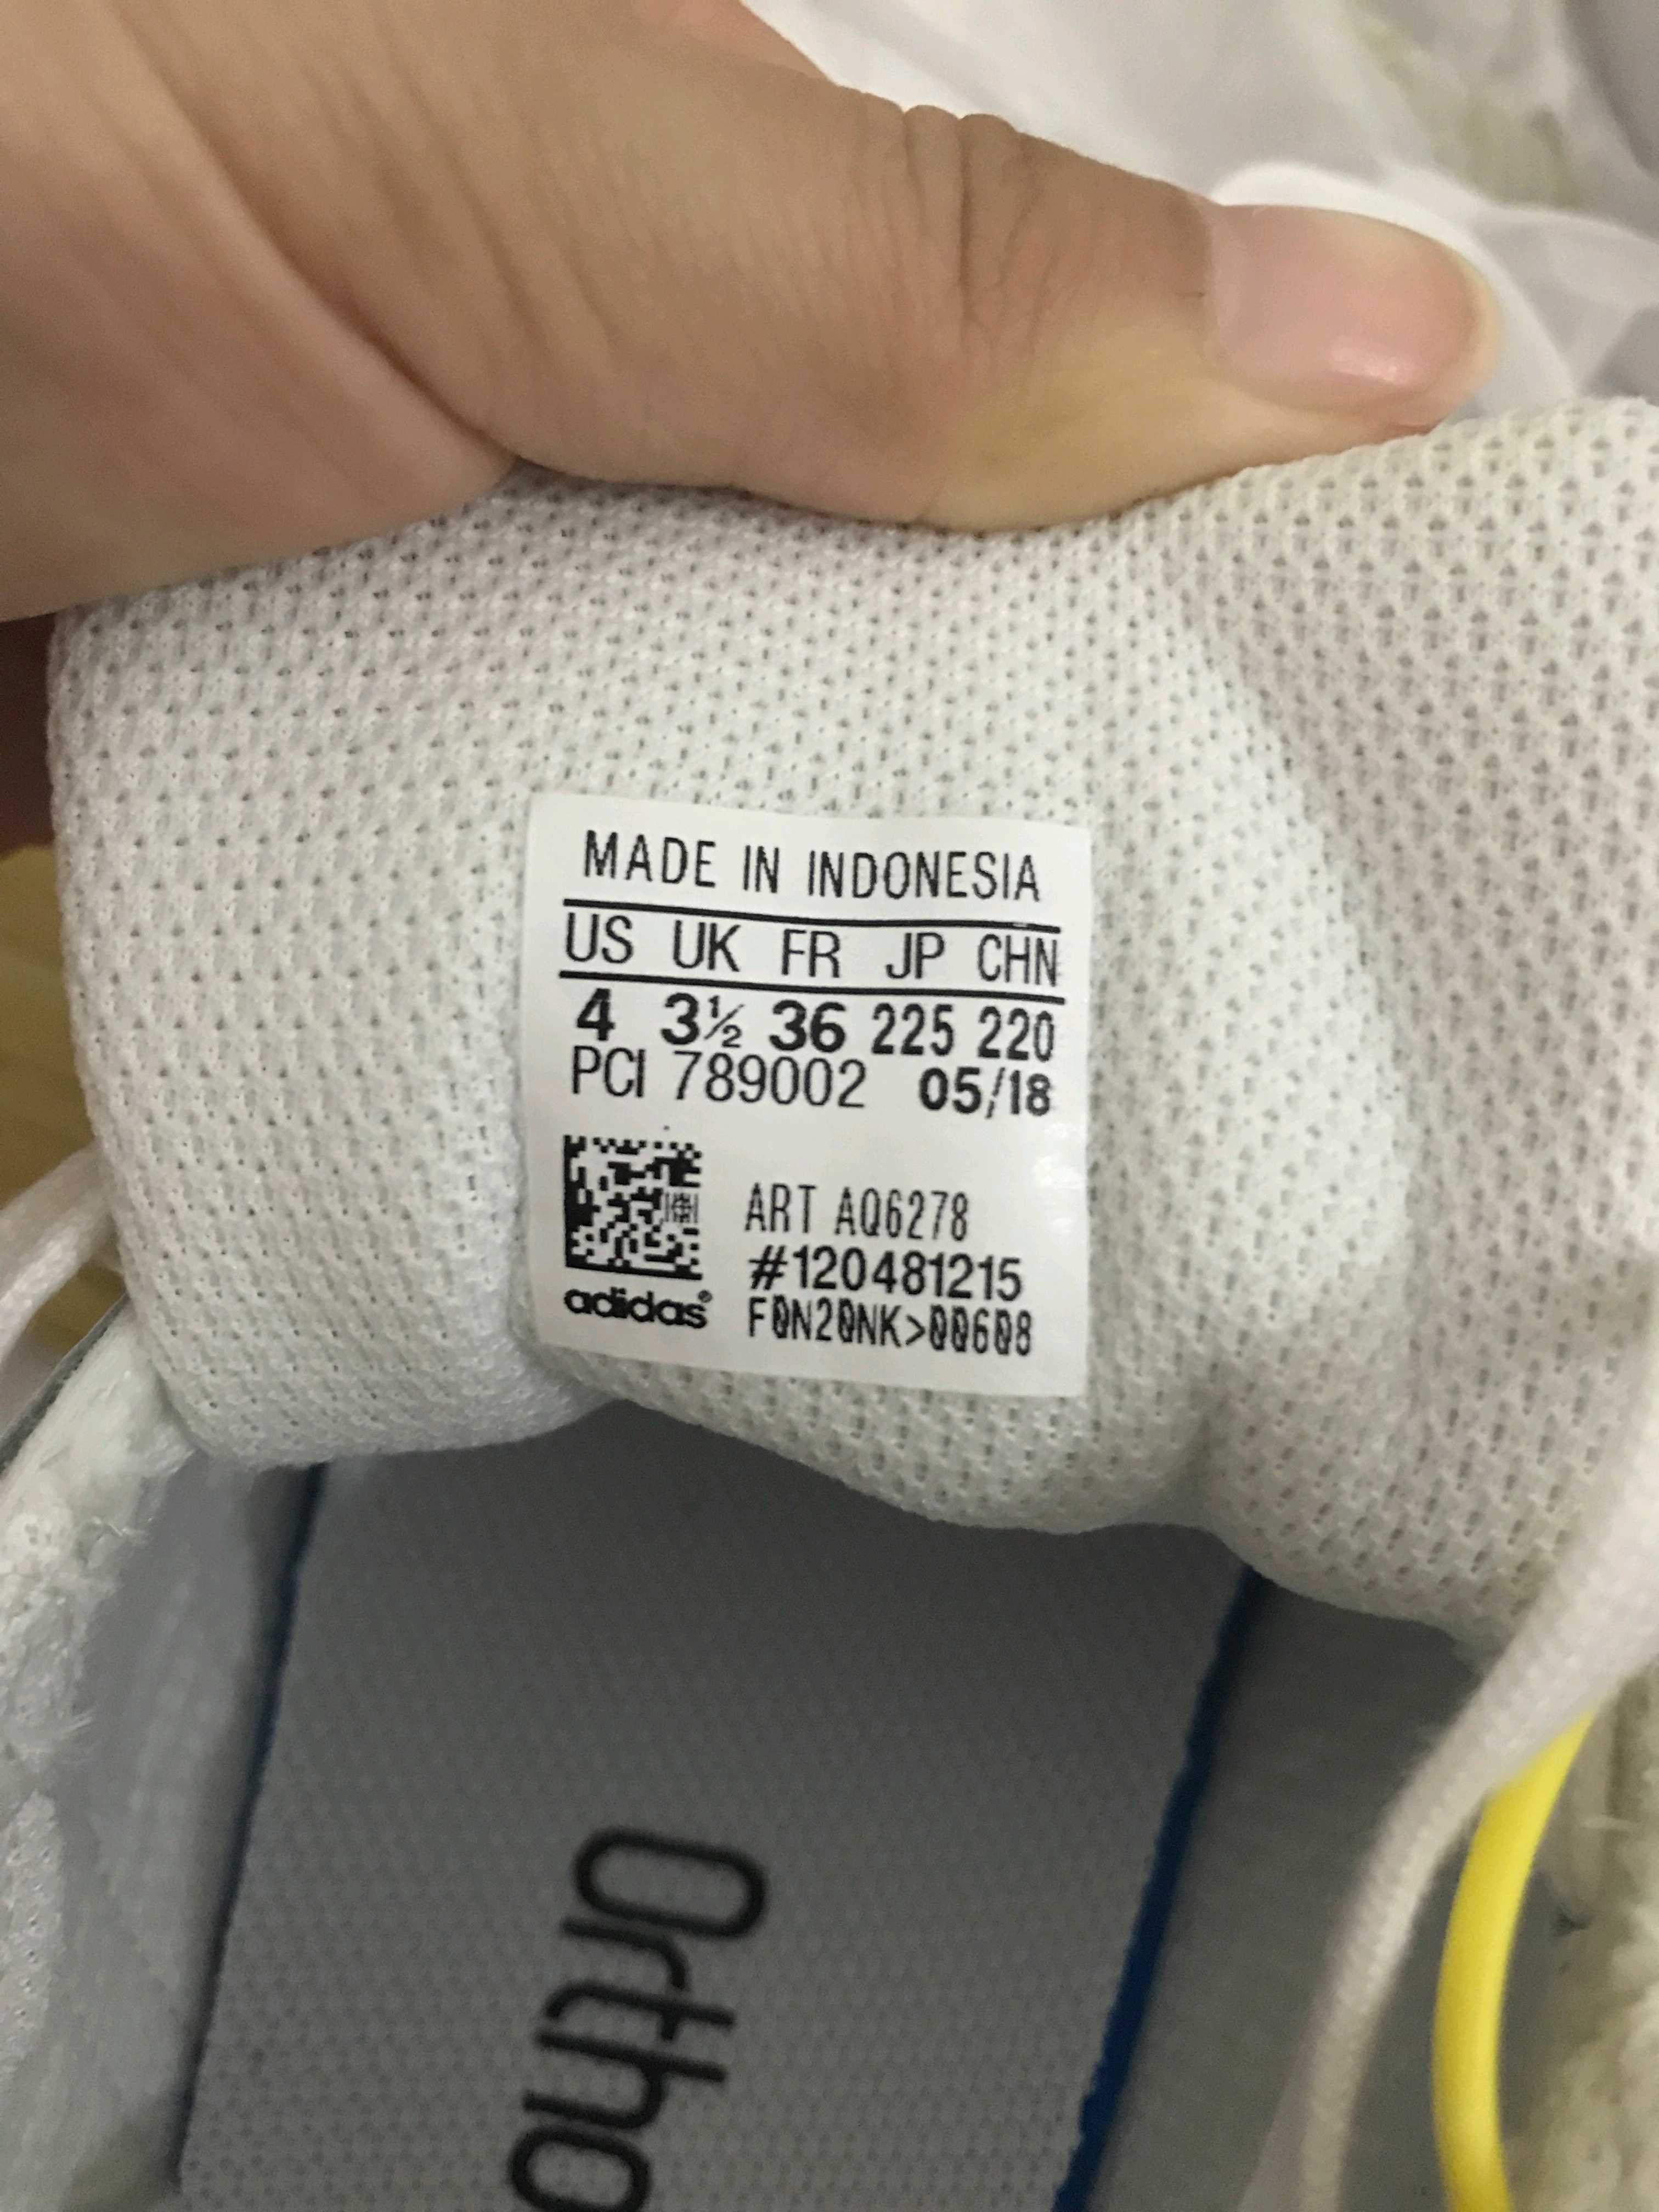 MADE IN INDONESIA
US UK FR JP CHN
4 3½ 36 225 220
PCI 789002 05/18
ART AQ6278
#120481215
adidas®
F0N20NK>00608
Ortho